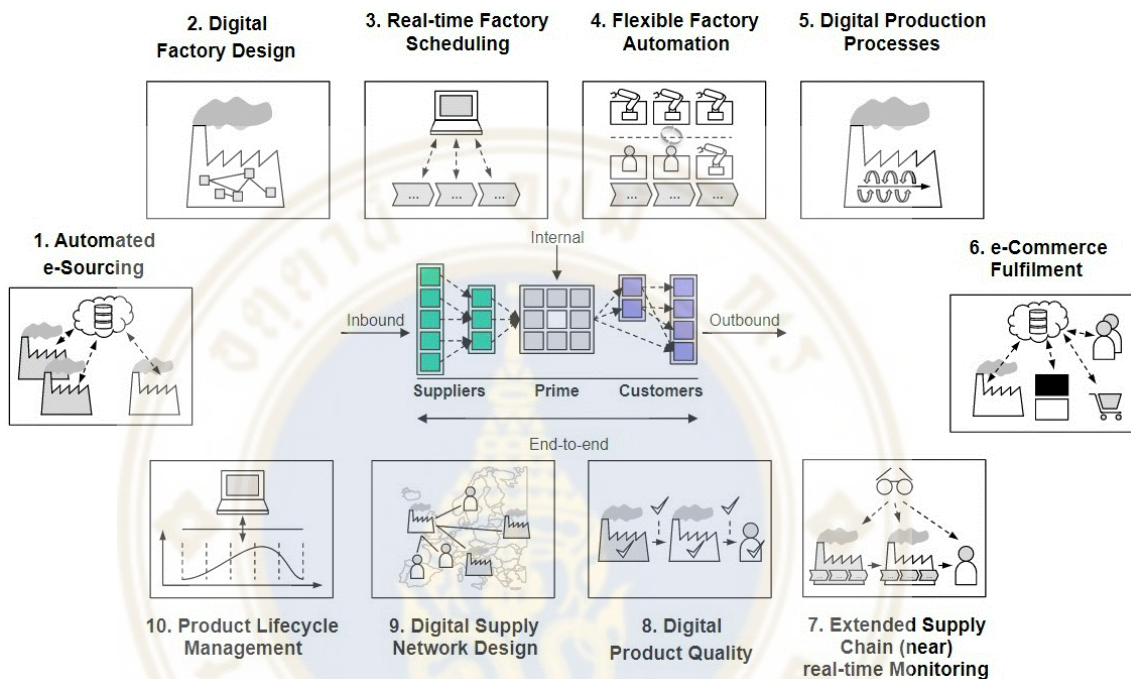 2. Digital
Factory Design
3. Real-time Factory
Scheduling
4. Flexible Factory
Automation
5. Digital Production
Processes
1. Automated
e-Sourcing
6. e-Commerce
Fulfilment
Internal
Inbound
Outbound
Suppliers
Prime
Customers
End-to-end
10. Product Lifecycle
Management
9. Digital Supply
Network Design
8. Digital
Product Quality
7. Extended Supply
Chain (near)
real-time Monitoring